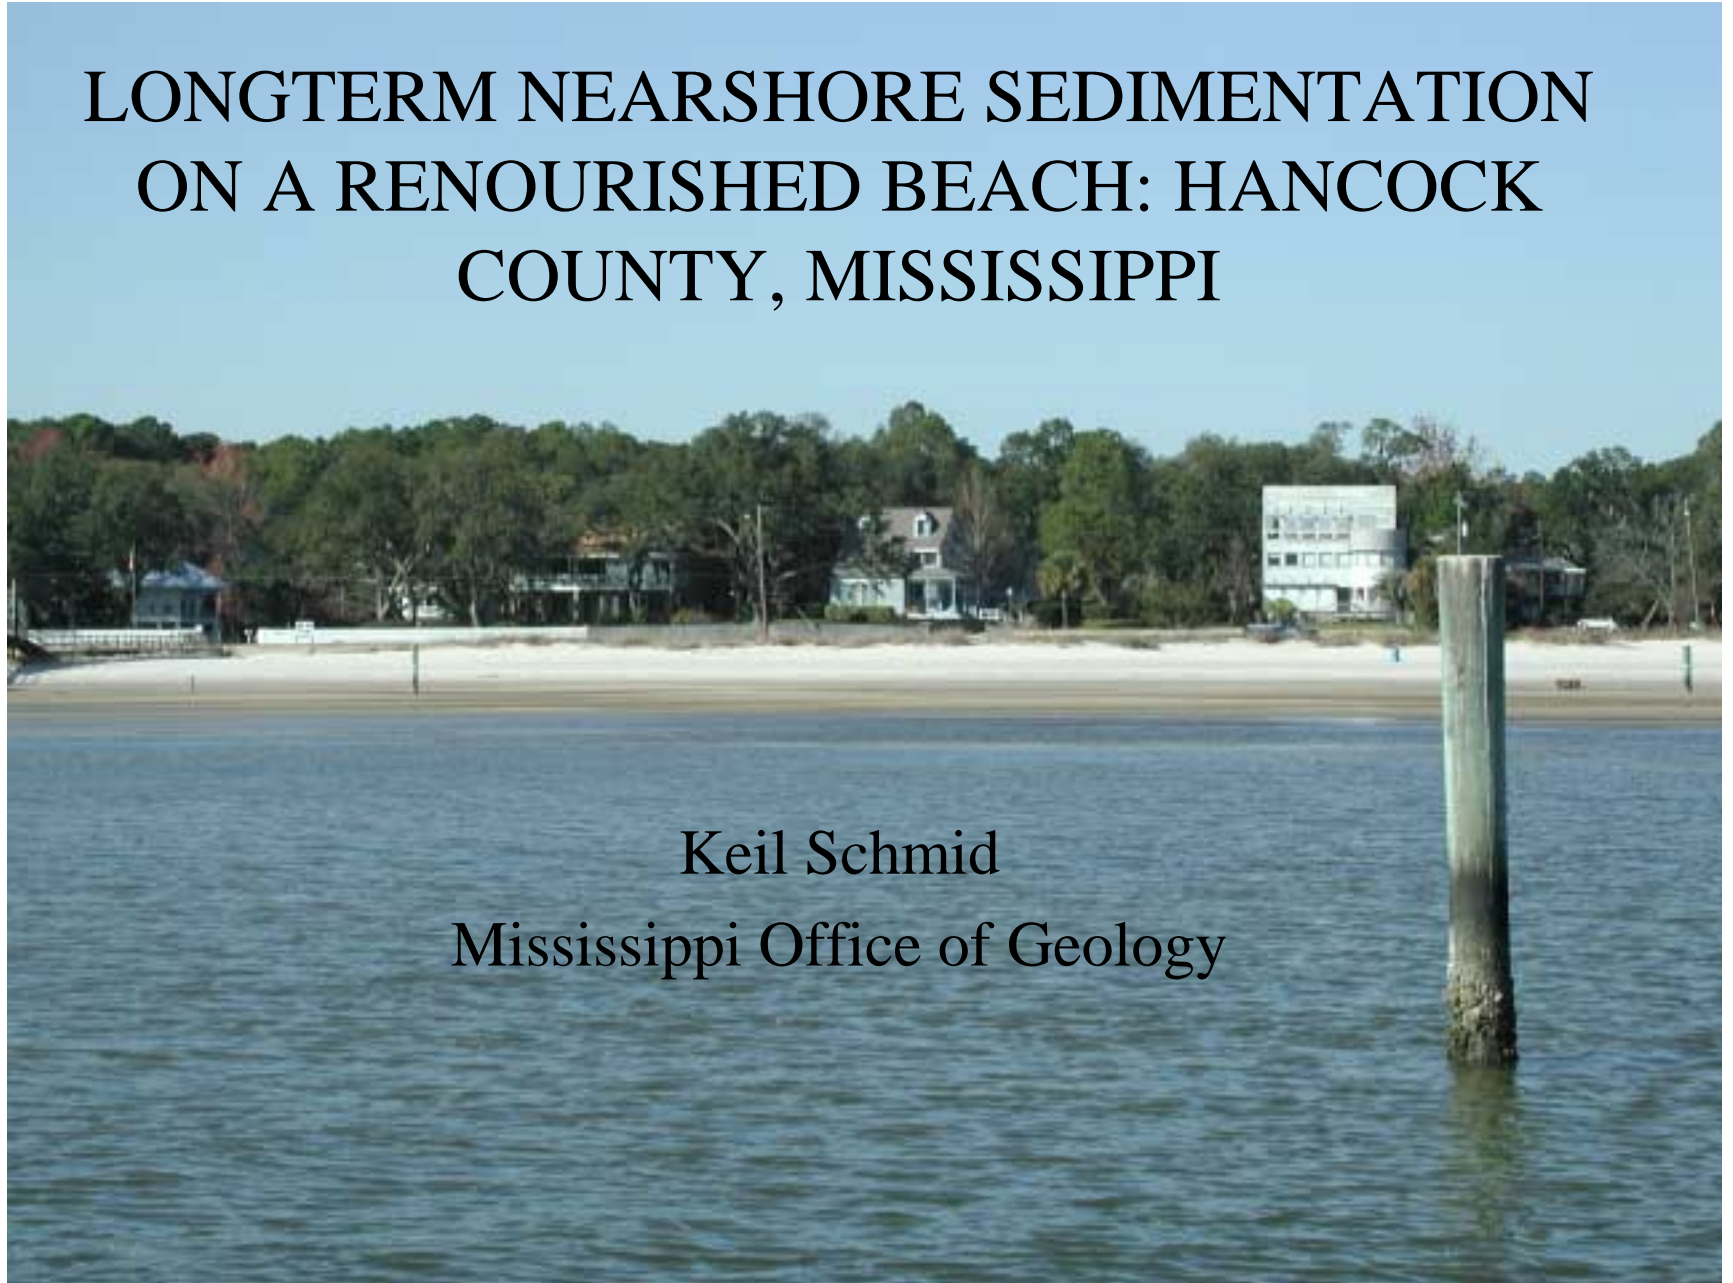 LONGTERM NEARSHORE SEDIMENTATION
ON A RENOURISHED BEACH: HANCOCK
COUNTY, MISSISSIPPI
Keil Schmid
Mississippi Office of Geology